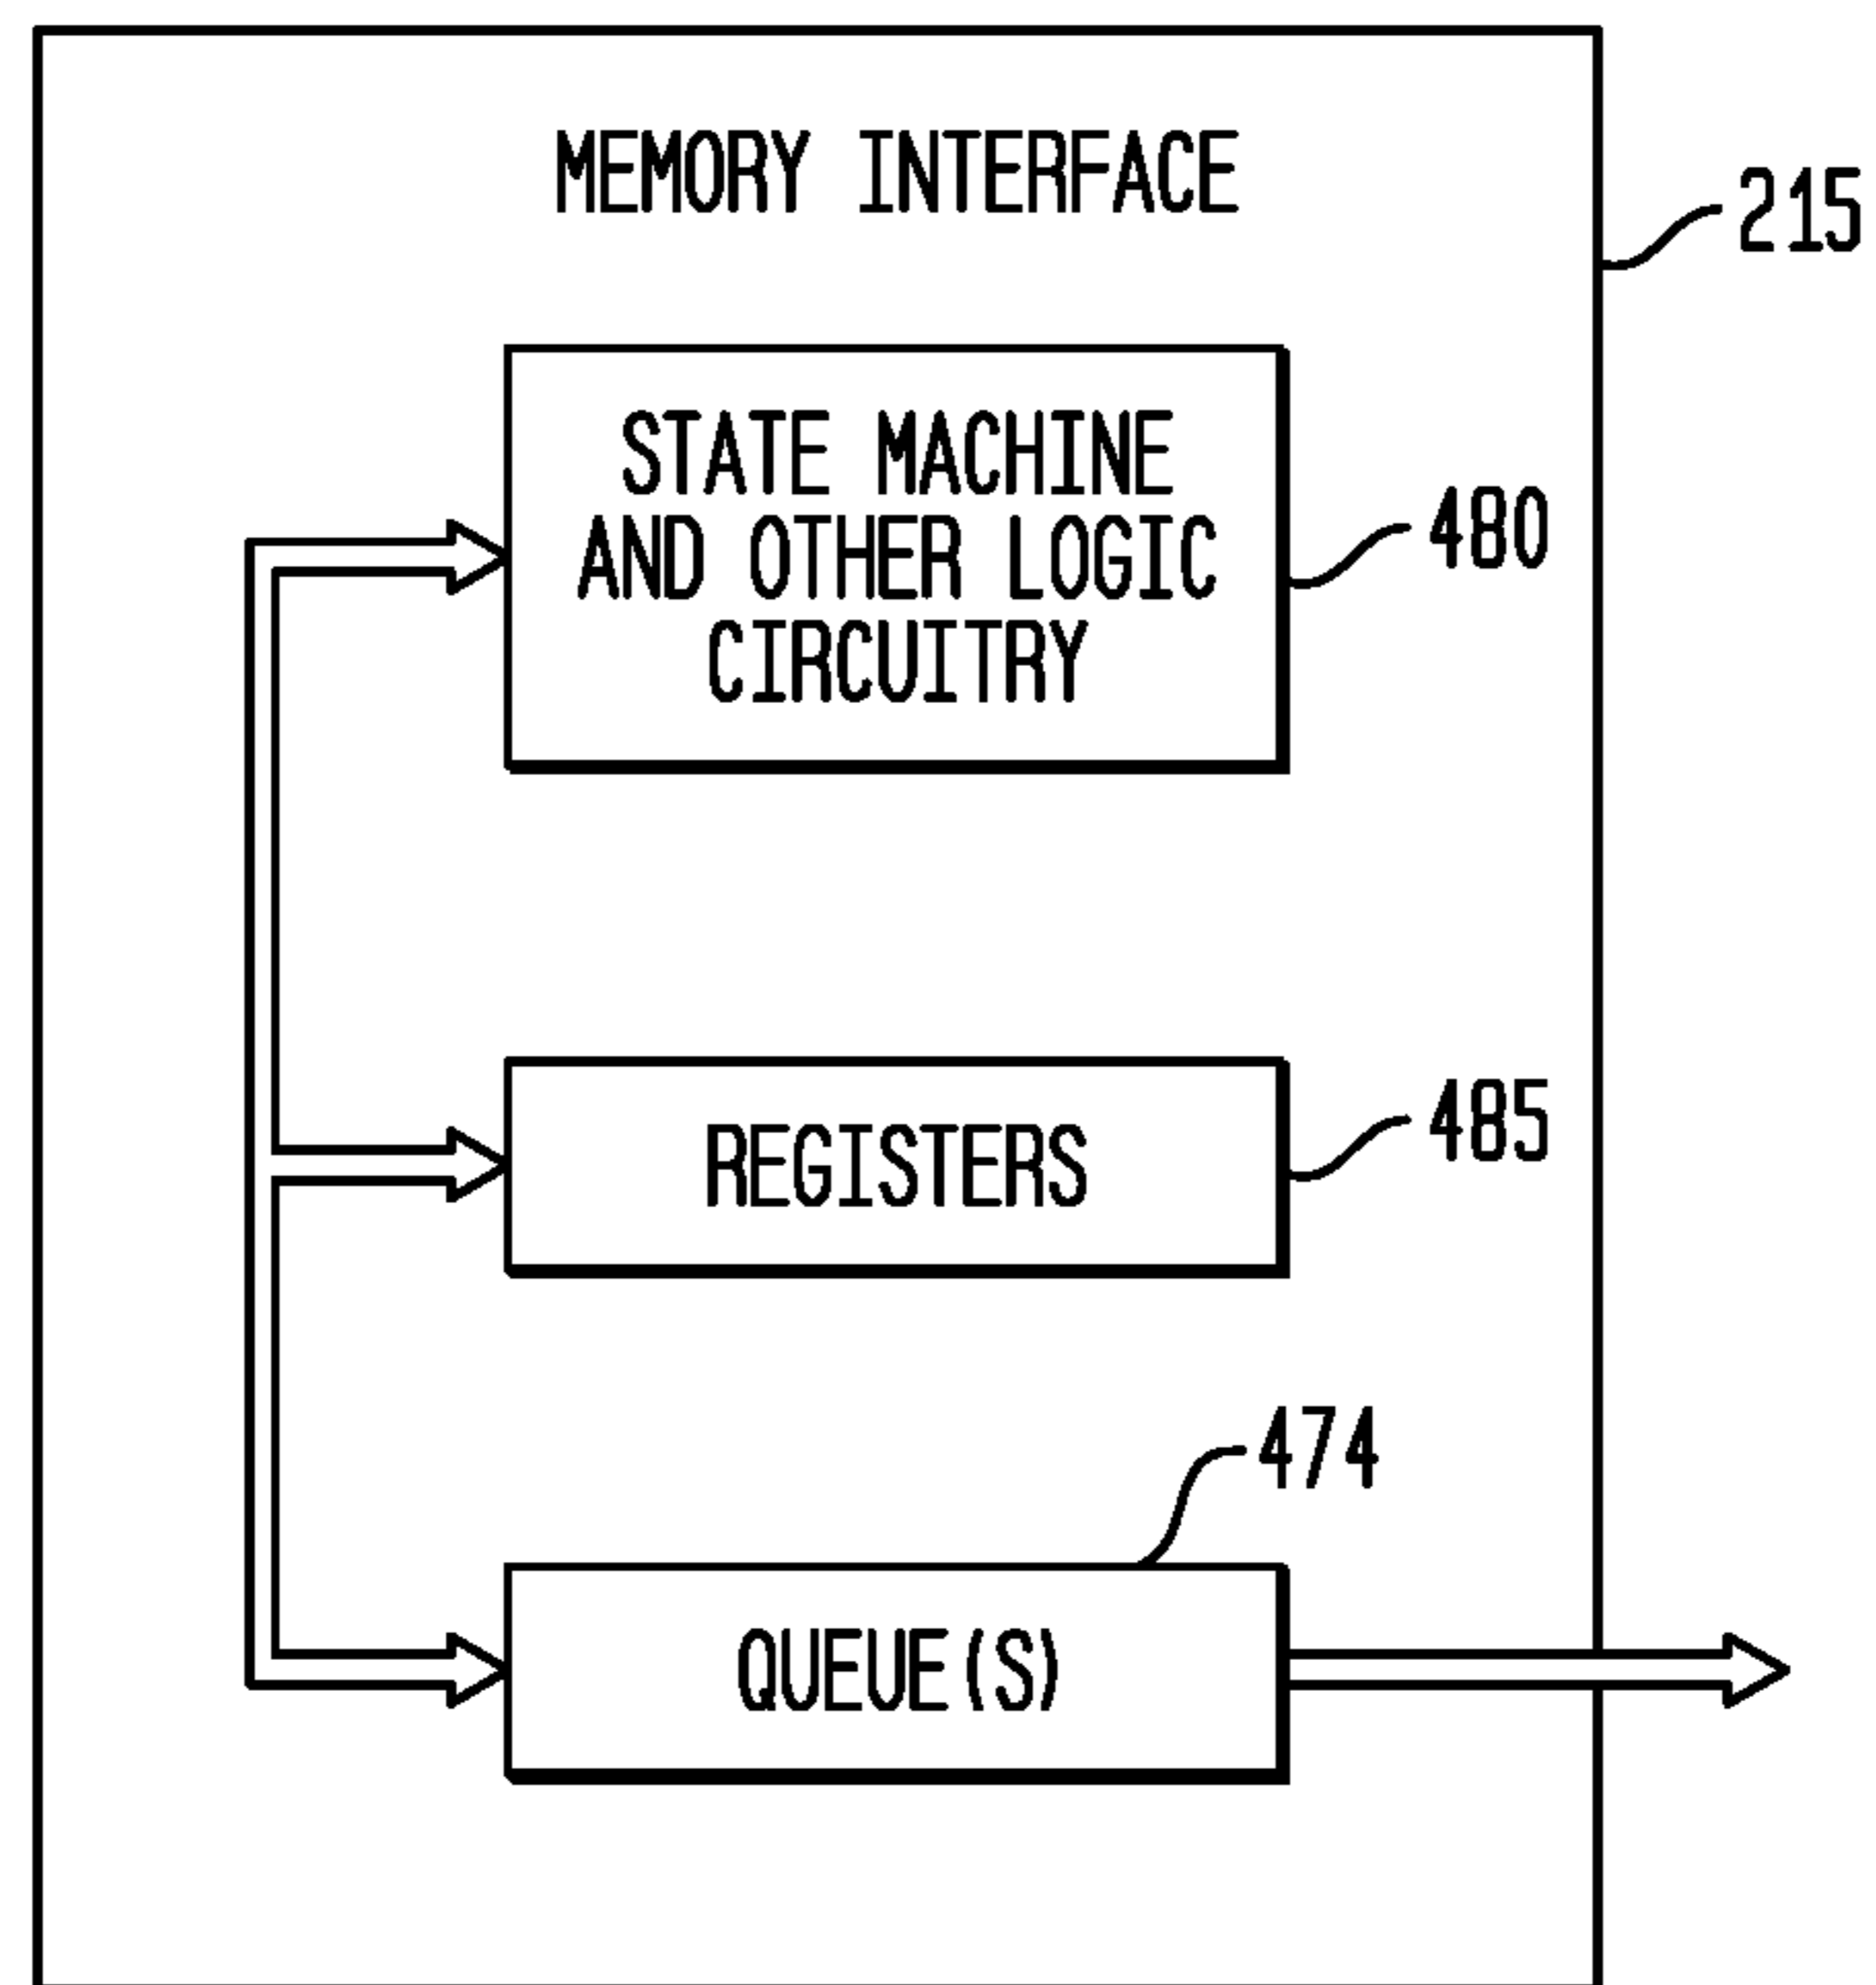 MEMORY INTERFACE
215
STATE MACHINE
AND OTHER LOGIC
CIRCUITRY
480
REGISTERS
485
474
QUEUE(S)